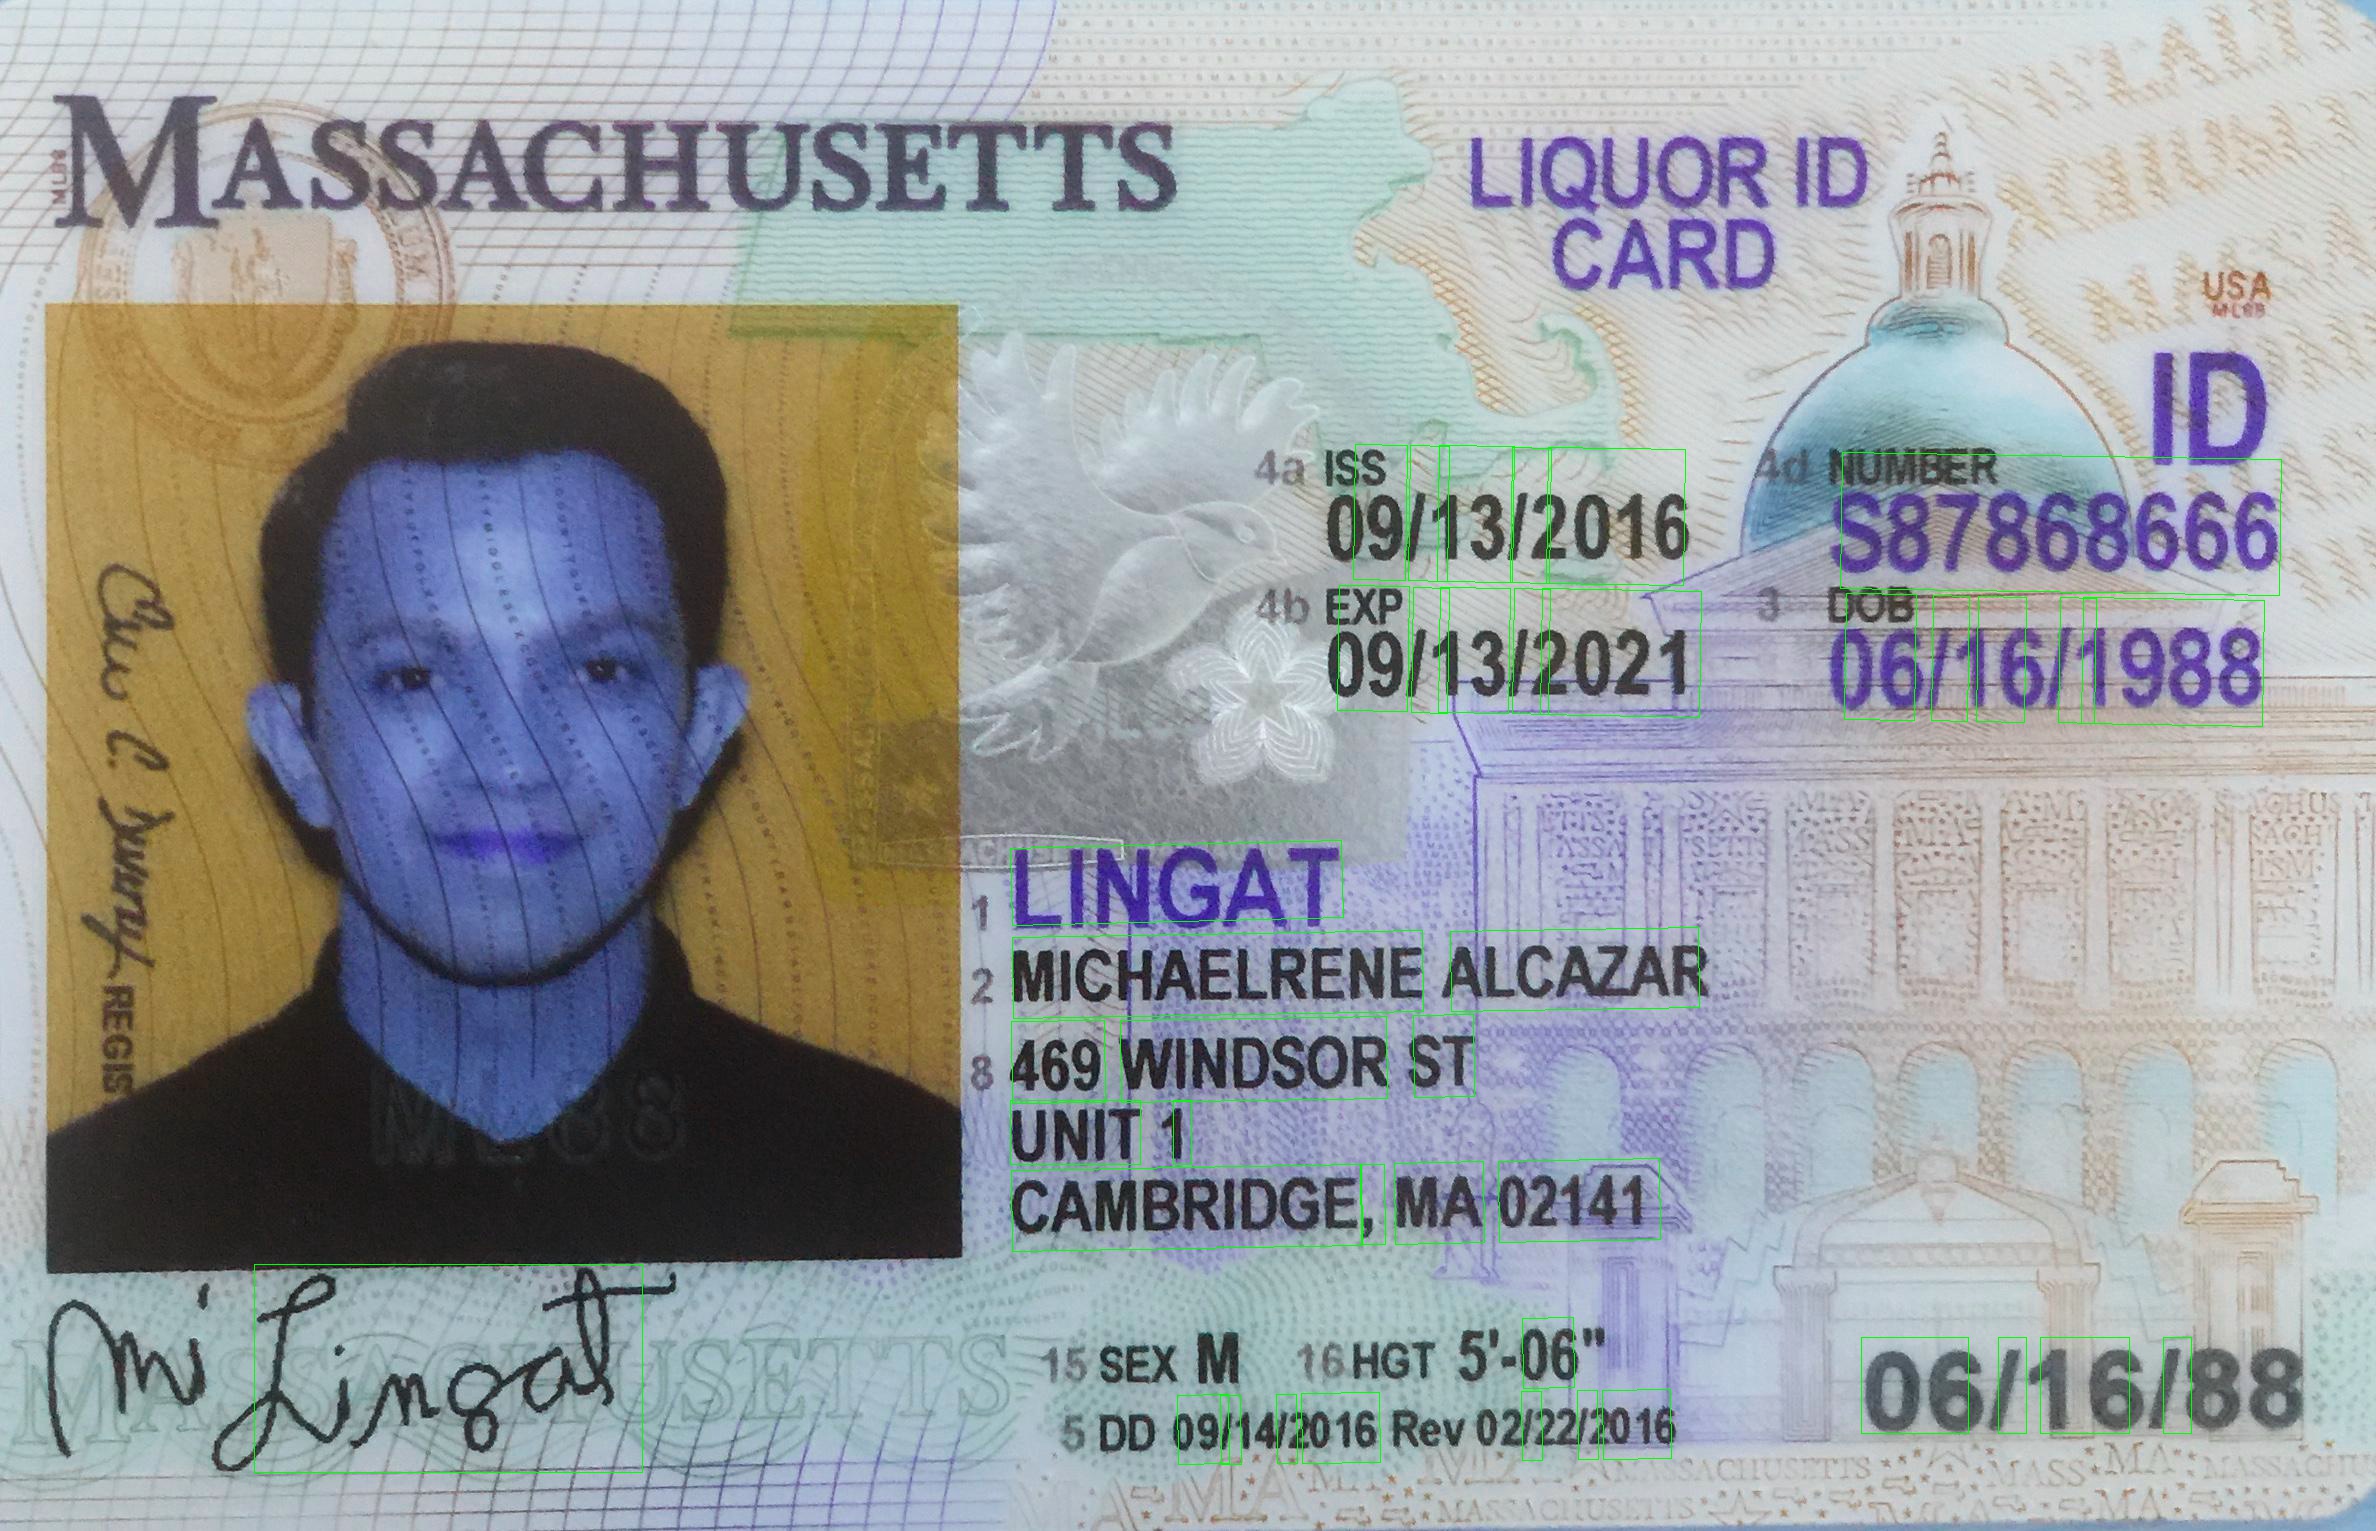 MASSACHUSETTS
LIQUOR ID
CARD
USA
ML88
ID
4a ISS
09/13/2016
4d NUMBER
S87868666
4b EXP
09/13/2021
3 DOB
06/16/1988
1 LINGAT
2 MICHAELRENE ALCAZAR
8 469 WINDSOR ST
UNIT 1
CAMBRIDGE, MA 02141
REGIS
ML88
Mi Lingat
15 SEX M 16 HGT 5'-06"
5 DD 09/14/2016 Rev 02/22/2016
06/16/88